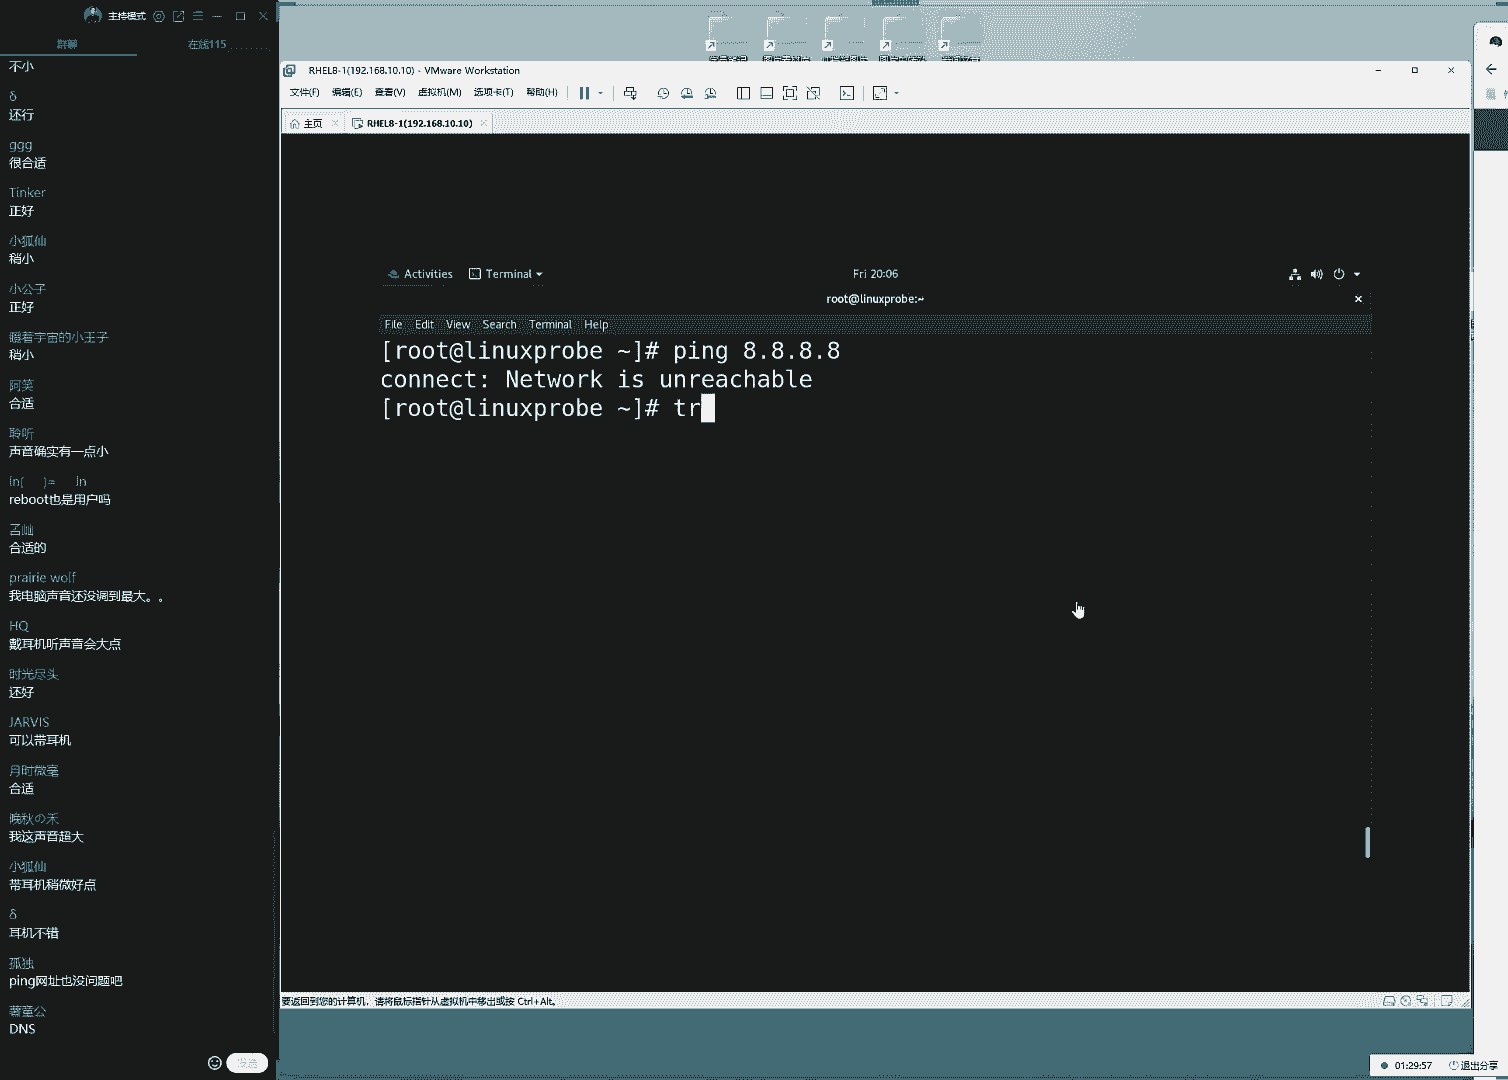 主持模式
群聊
在线115
不小
δ
还行
ggg
很合适
Tinker
正好
小狐仙
稍小
小公子
正好
瞌着宇宙的小王子
稍小
阿笑
合适
聆听
声音确实有一点小
ln( )= ln
reboot也是用户吗
合适的
prairie wolf
我电脑声音还没调到最大。。
HQ
戴耳机听声音会大点
时光尽头
还好
JARVIS
可以带耳机
月时微毫
合适
晚秋の禾
我这声音超大
小狐仙
带耳机稍微好点
δ
耳机不错
孤独
ping网址也没问题吧
DNS
发送
RHEL8-1(192.168.10.10) - VMware Workstation
文件(F) 编辑(E) 查看(V) 虚拟机(M) 选项卡(T) 帮助(H)
主页 RHEL8-1(192.168.10.10)
Activities Terminal Fri 20:06
root@linuxprobe:~
File Edit View Search Terminal Help
[root@linuxprobe ~]# ping 8.8.8.8
connect: Network is unreachable
[root@linuxprobe ~]# tr
要返回到您的计算机，请将鼠标指针从虚拟机中移出或按 Ctrl+Alt。
01:29:57 退出分享